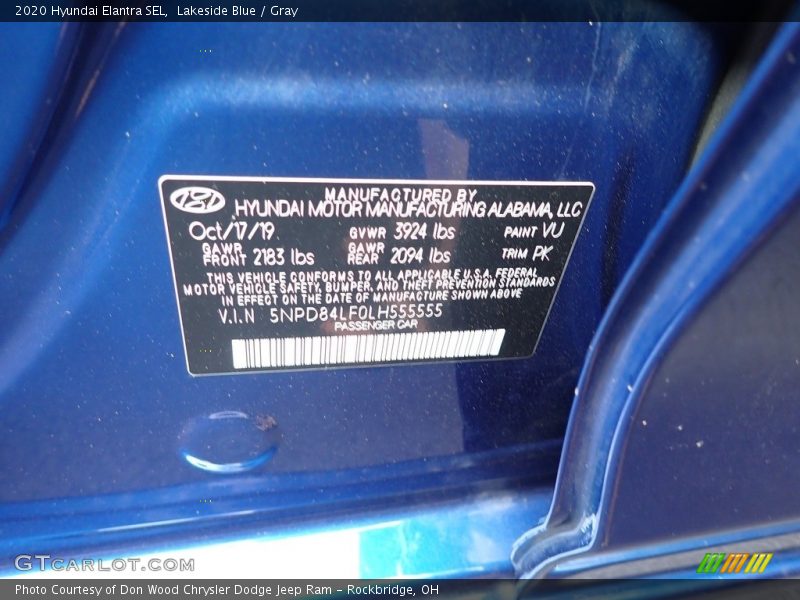 2020 Hyundai Elantra SEL, Lakeside Blue / Gray
MANUFACTURED BY
HYUNDAI MOTOR MANUFACTURING ALABAMA, LLC
Oct/17/19 GVWR 3924 lbs PAINT VU
GAWR FRONT 2183 lbs GAWR REAR 2094 lbs TRIM PK
THIS VEHICLE CONFORMS TO ALL APPLICABLE U.S.A. FEDERAL
MOTOR VEHICLE SAFETY, BUMPER, AND THEFT PREVENTION STANDARDS
IN EFFECT ON THE DATE OF MANUFACTURE SHOWN ABOVE
V.I.N 5NPD84LF0LH555555
PASSENGER CAR
GTCARLOT.COM
Photo Courtesy of Don Wood Chrysler Dodge Jeep Ram – Rockbridge, OH